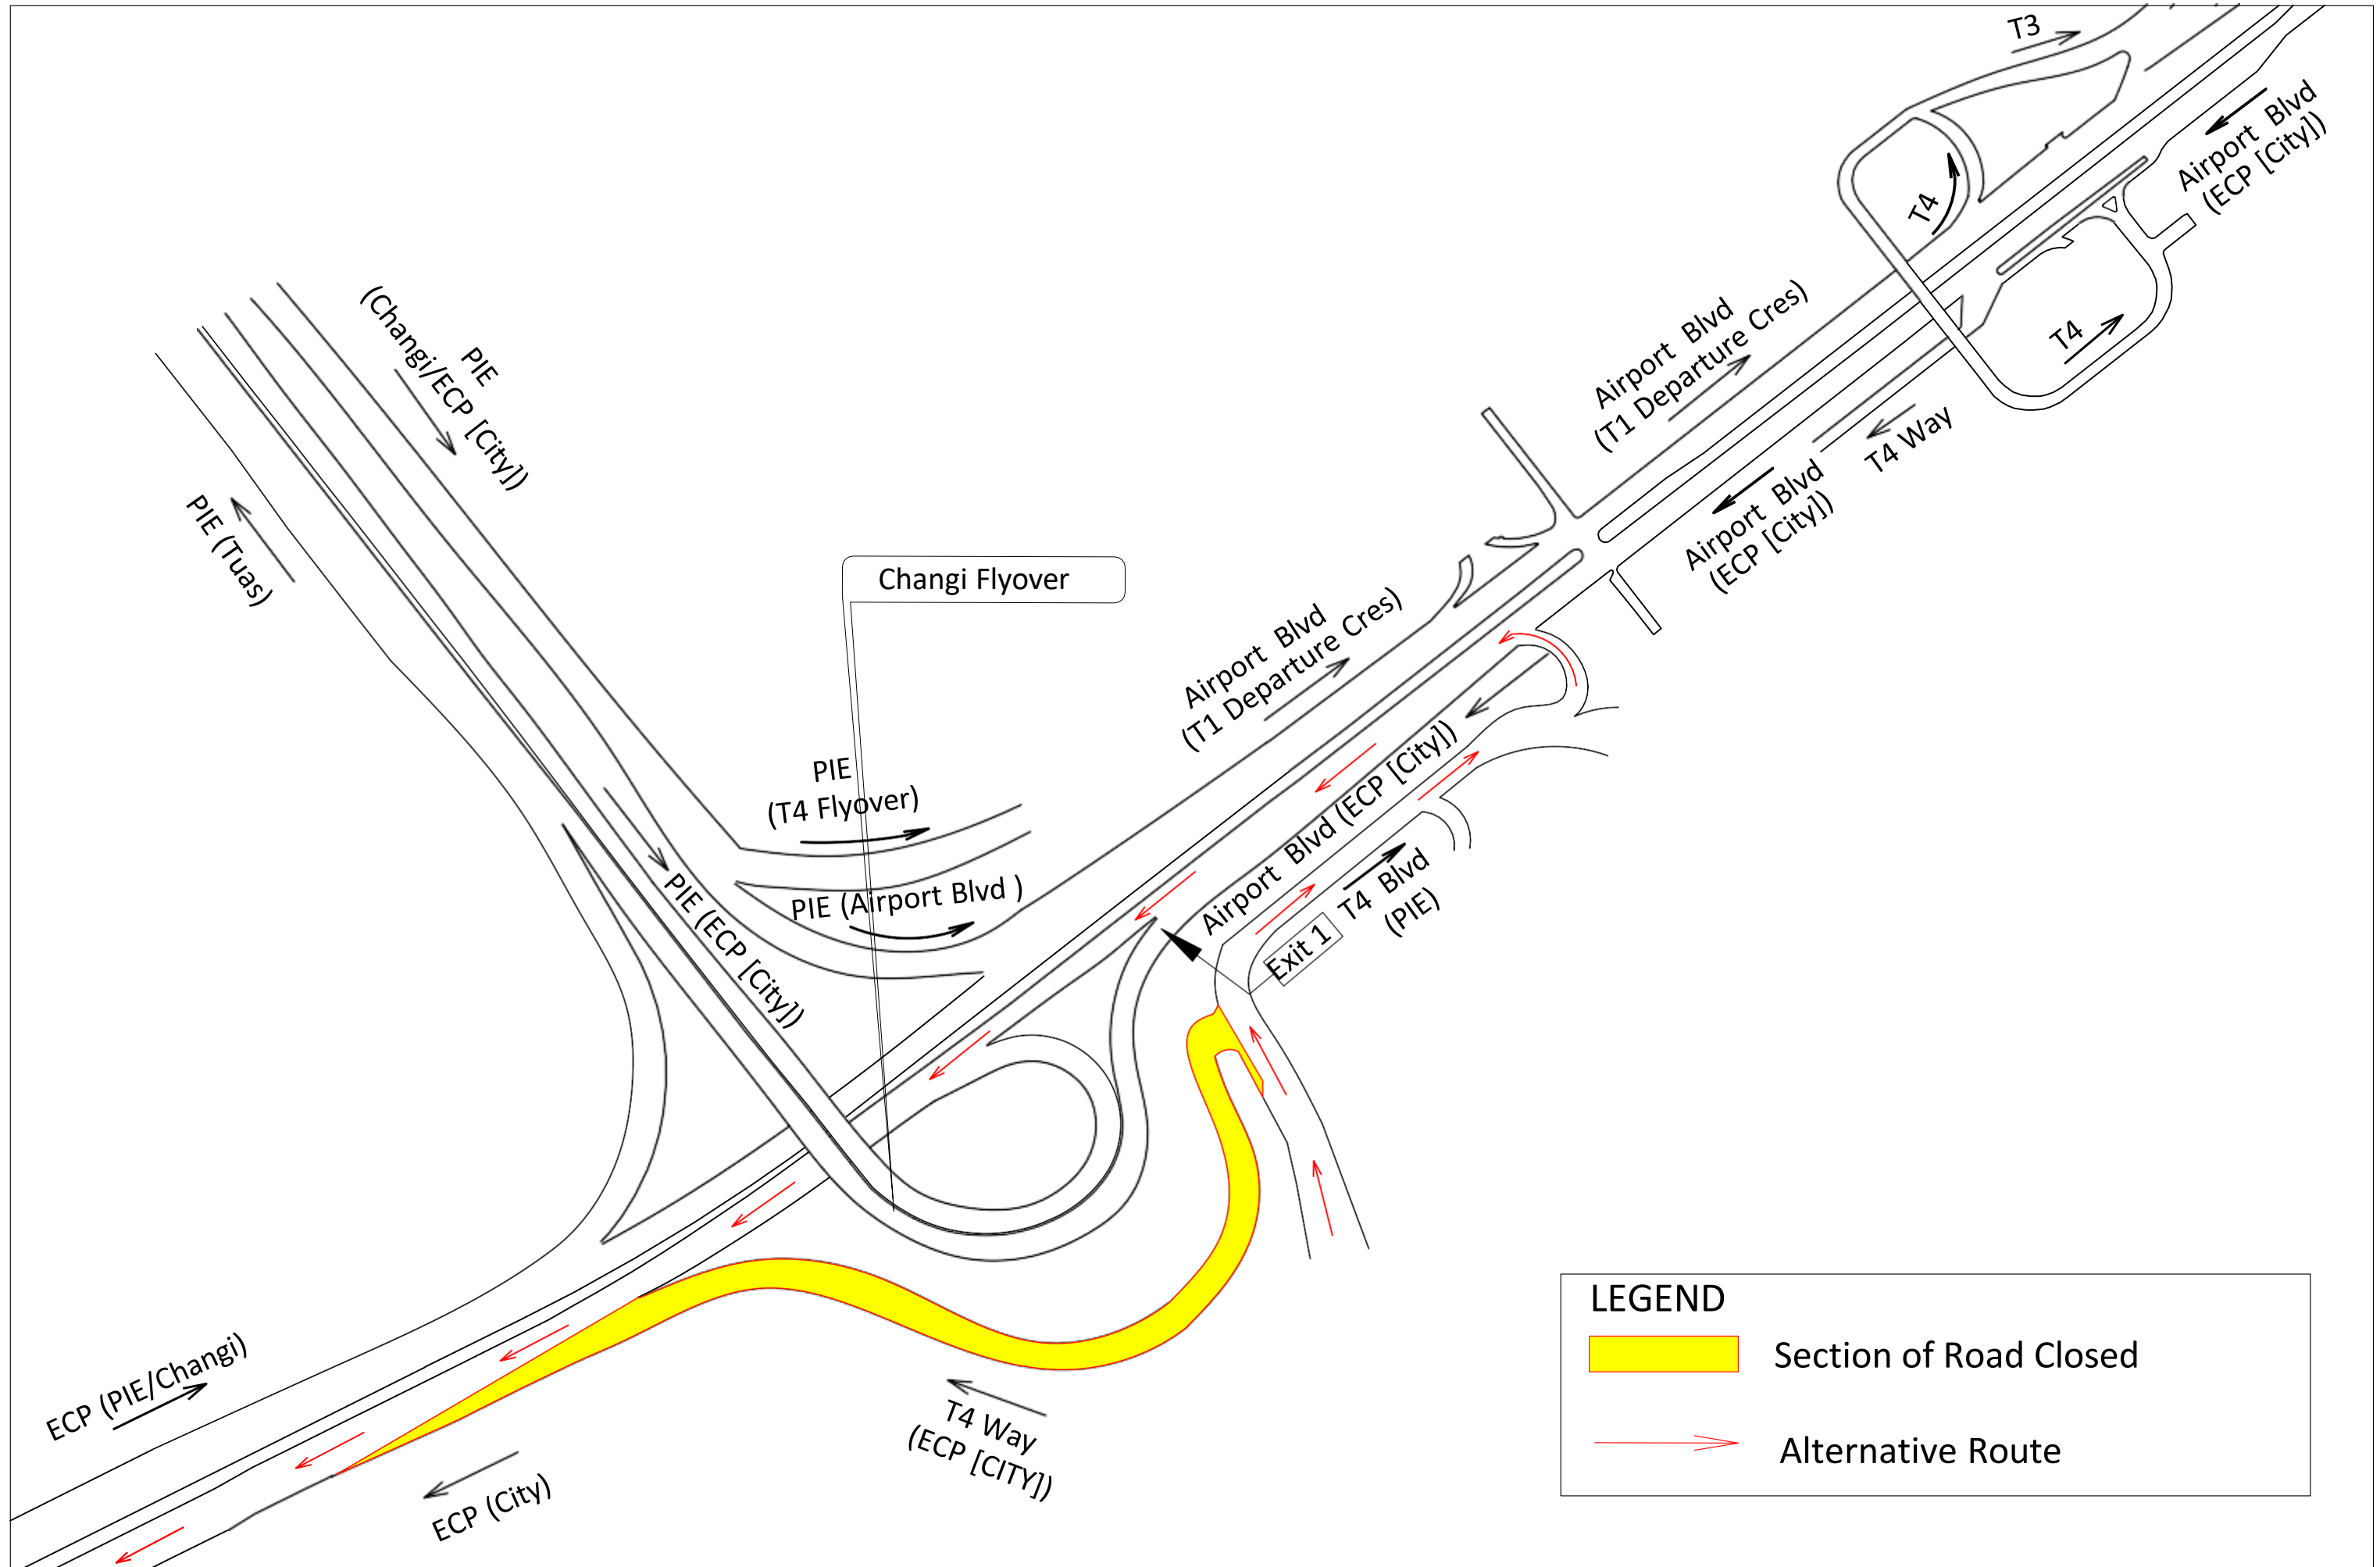 T3
Airport Blvd
(ECP [City])
T4
T4
Airport Blvd
(T1 Departure Cres)
T4 Way
Airport Blvd
(ECP [City])
PIE
(Changi/ECP [City])
PIE (Tuas)
Changi Flyover
Airport Blvd
(T1 Departure Cres)
PIE
(T4 Flyover)
PIE (Airport Blvd )
PIE (ECP [City])
Airport Blvd (ECP [City])
T4 Blvd
(PIE)
Exit 1
ECP (PIE/Changi)
T4 Way
(ECP [CITY])
ECP (City)
LEGEND
Section of Road Closed
Alternative Route